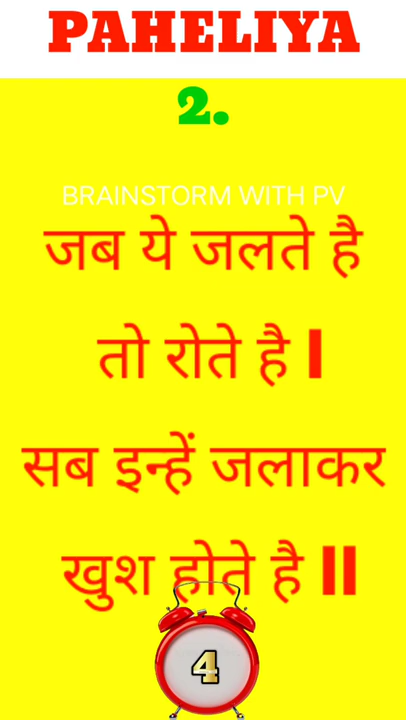 PAHELIYA
2.
BRAINSTORM WITH PV
जब ये जलते है
तो रोते है I
सब इन्हें जलाकर
खुश होते है II
4